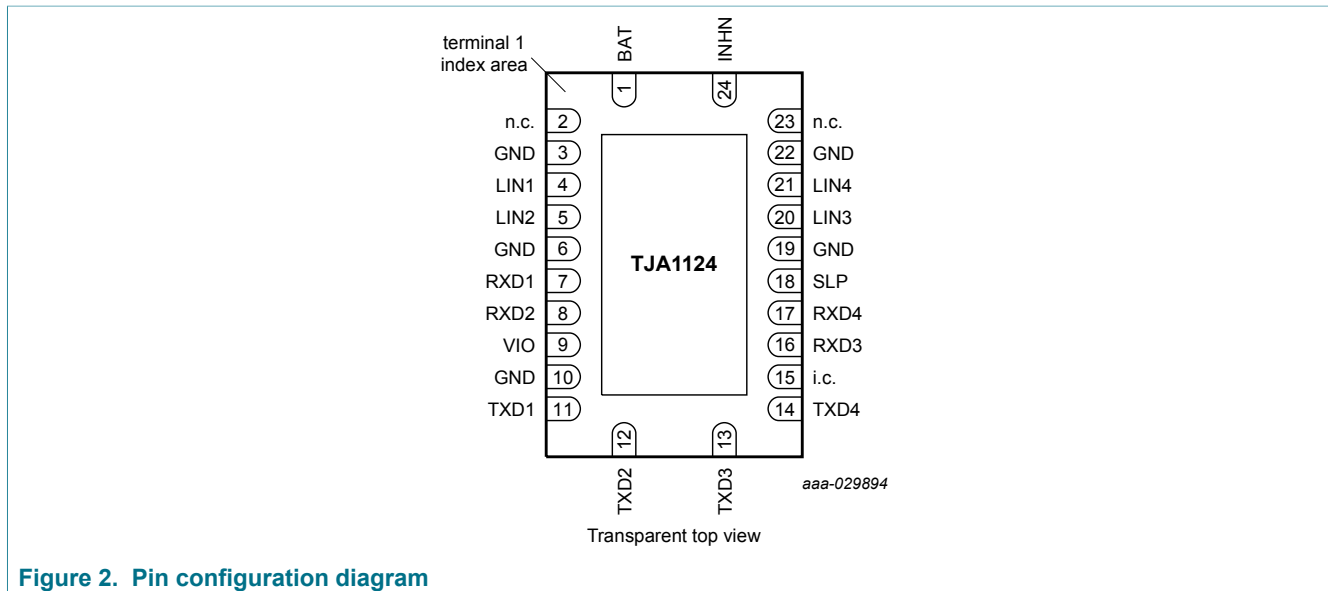 terminal 1
index area
BAT
INHN
1
24
n.c. 2
23 n.c.
GND 3
22 GND
LIN1 4
21 LIN4
LIN2 5
20 LIN3
GND 6
19 GND
TJA1124
RXD1 7
18 SLP
RXD2 8
17 RXD4
VIO 9
16 RXD3
GND 10
15 i.c.
TXD1 11
14 TXD4
12
13
TXD2
TXD3
aaa-029894
Transparent top view
Figure 2. Pin configuration diagram